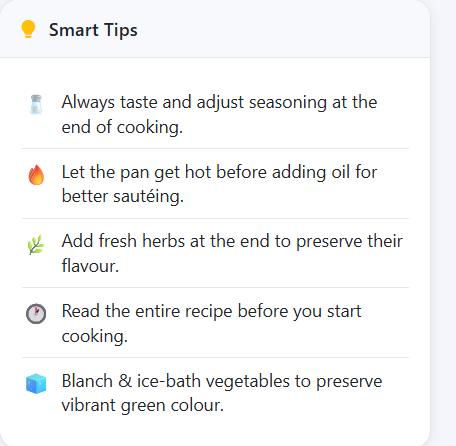 Smart Tips
Always taste and adjust seasoning at the
end of cooking.
Let the pan get hot before adding oil for
better sautéing.
Add fresh herbs at the end to preserve their
flavour.
Read the entire recipe before you start
cooking.
Blanch & ice-bath vegetables to preserve
vibrant green colour.